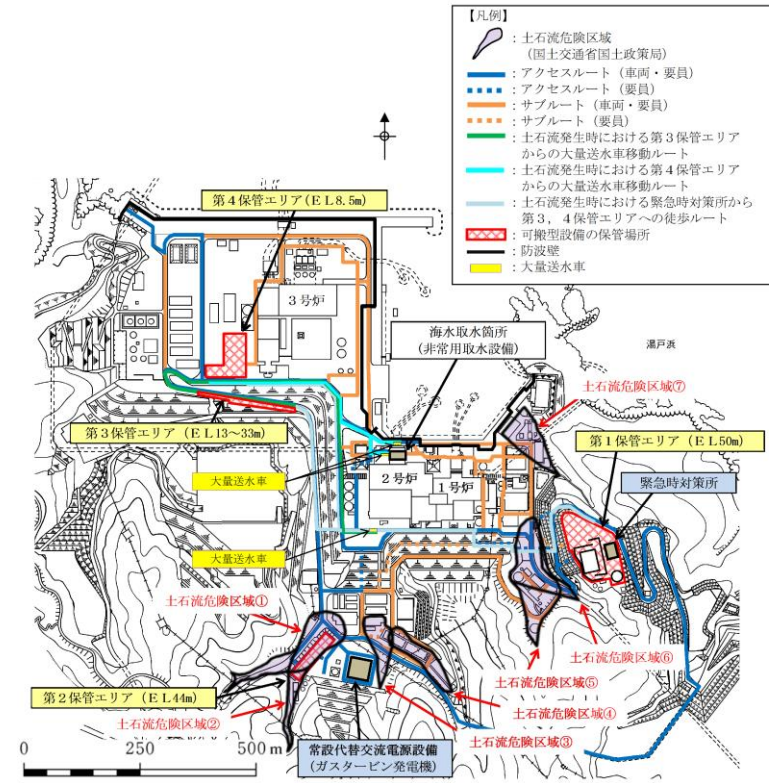 【凡例】
：土石流危険区域
（国土交通省国土政策局）
：アクセスルート（車両・要員）
：アクセスルート（要員）
：サブルート（車両・要員）
：サブルート（要員）
：土石流発生時における第３保管エリア
からの大量送水車移動ルート
：土石流発生時における第４保管エリア
からの大量送水車移動ルート
：土石流発生時における緊急時対策所から
第３，４保管エリアへの徒歩ルート
：可搬型設備の保管場所
：防波壁
：大量送水車
第４保管エリア(ＥＬ8.5m)
３号炉
海水取水箇所
(非常用取水設備)
土石流危険区域⑦
第３保管エリア（ＥＬ13～33m）
第１保管エリア（ＥＬ50m）
緊急時対策所
大量送水車
２号炉
１号炉
大量送水車
土石流危険区域①
土石流危険区域⑥
土石流危険区域⑤
第２保管エリア（ＥＬ44m）
土石流危険区域④
土石流危険区域②
土石流危険区域③
常設代替交流電源設備
(ガスタービン発電機)
0 250 500 m